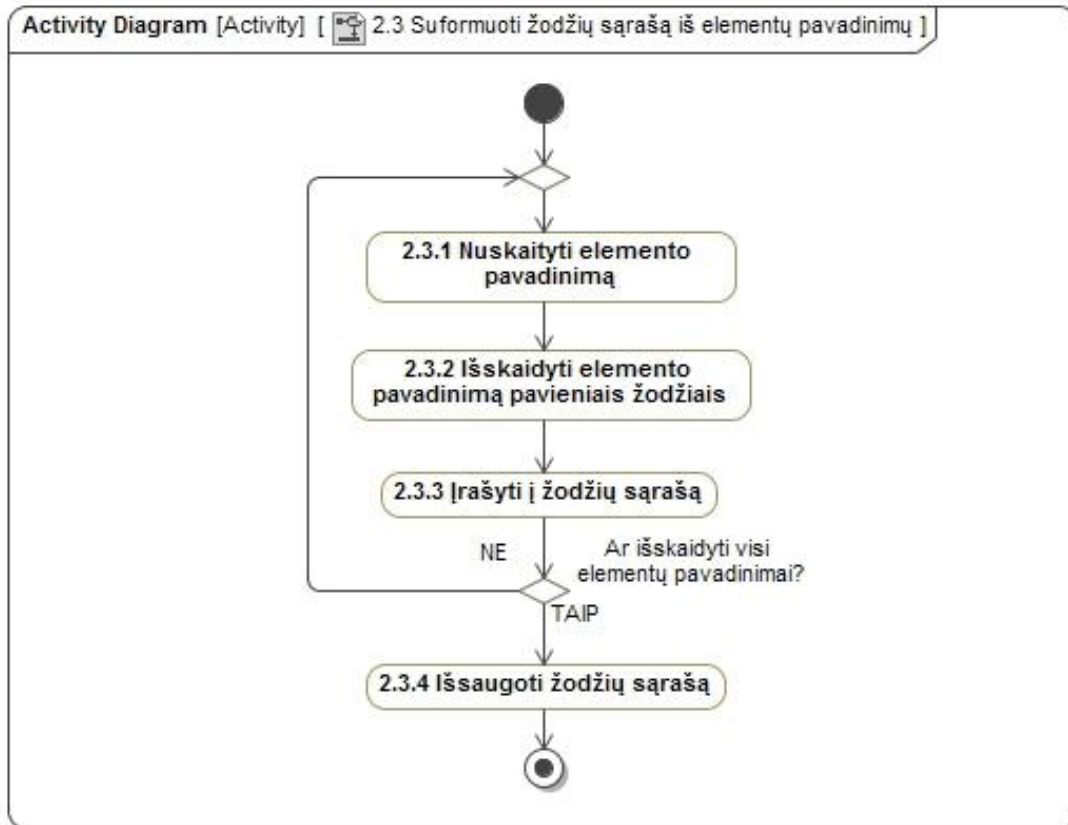 Activity Diagram [Activity] [ 2.3 Suformuoti žodžių sąrašą iš elementų pavadinimų ]
2.3.1 Nuskaityti elemento
pavadinimą
2.3.2 Išskaidyti elemento
pavadinimą pavieniais žodžiais
2.3.3 Įrašyti į žodžių sąrašą
NE
Ar išskaidyti visi
elementų pavadinimai?
TAIP
2.3.4 Išsaugoti žodžių sąrašą